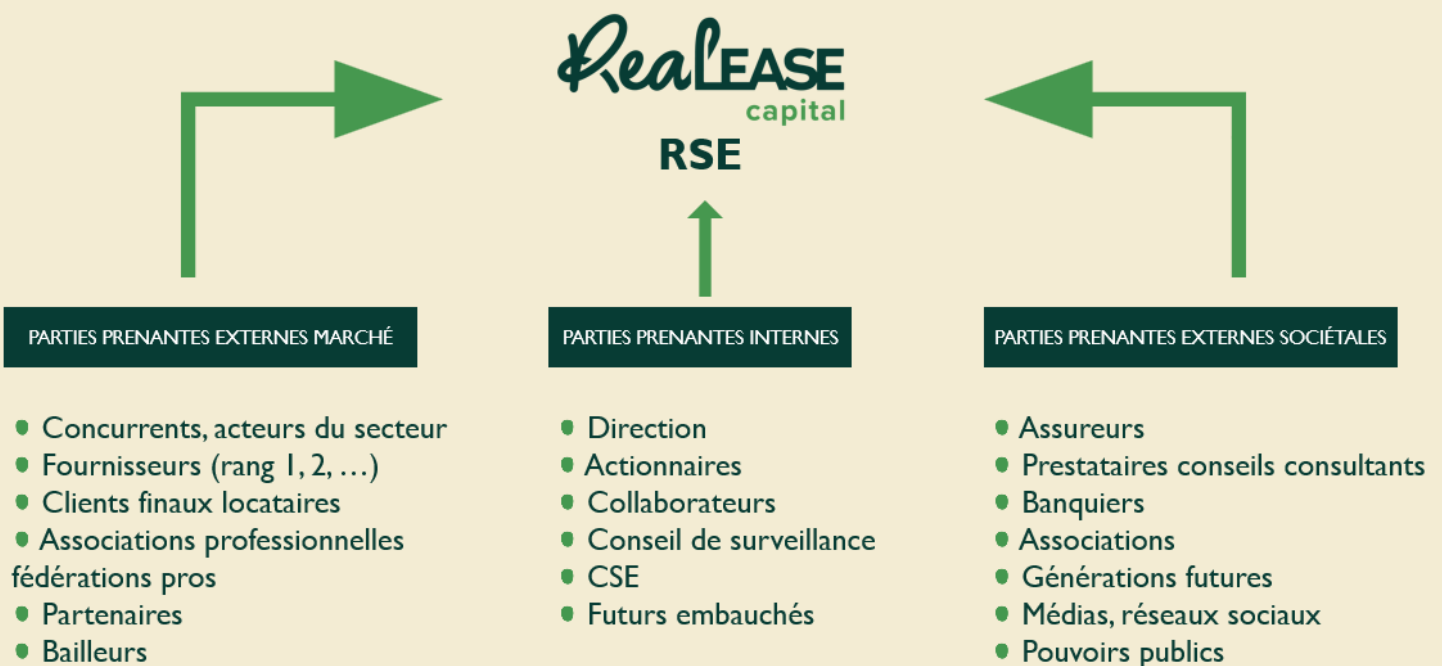 Real'EASE
capital
RSE
PARTIES PRENANTES EXTERNES MARCHÉ
• Concurrents, acteurs du secteur
• Fournisseurs (rang 1, 2, …)
• Clients finaux locataires
• Associations professionnelles
fédérations pros
• Partenaires
• Bailleurs
PARTIES PRENANTES INTERNES
• Direction
• Actionnaires
• Collaborateurs
• Conseil de surveillance
• CSE
• Futurs embauchés
PARTIES PRENANTES EXTERNES SOCIÉTALES
• Assureurs
• Prestataires conseils consultants
• Banquiers
• Associations
• Générations futures
• Médias, réseaux sociaux
• Pouvoirs publics